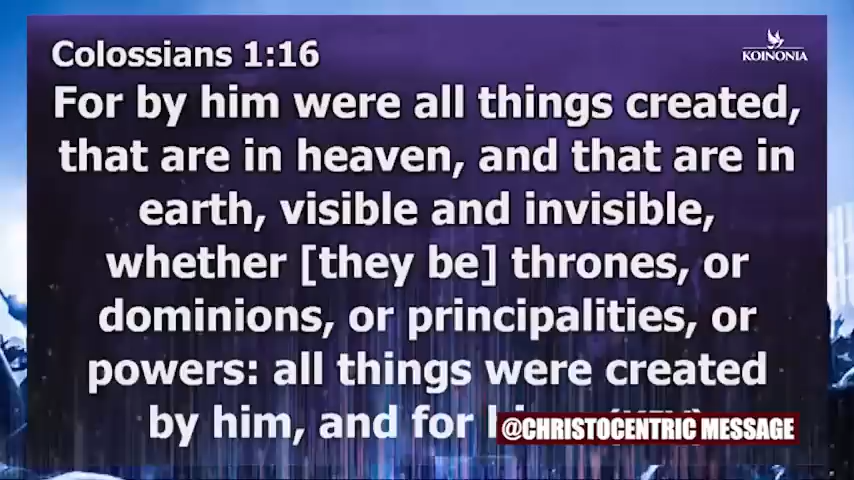 Colossians 1:16
KOINONIA
For by him were all things created,
that are in heaven, and that are in
earth, visible and invisible,
whether [they be] thrones, or
dominions, or principalities, or
powers: all things were created
by him, and for
@CHRISTOCENTRIC MESSAGE